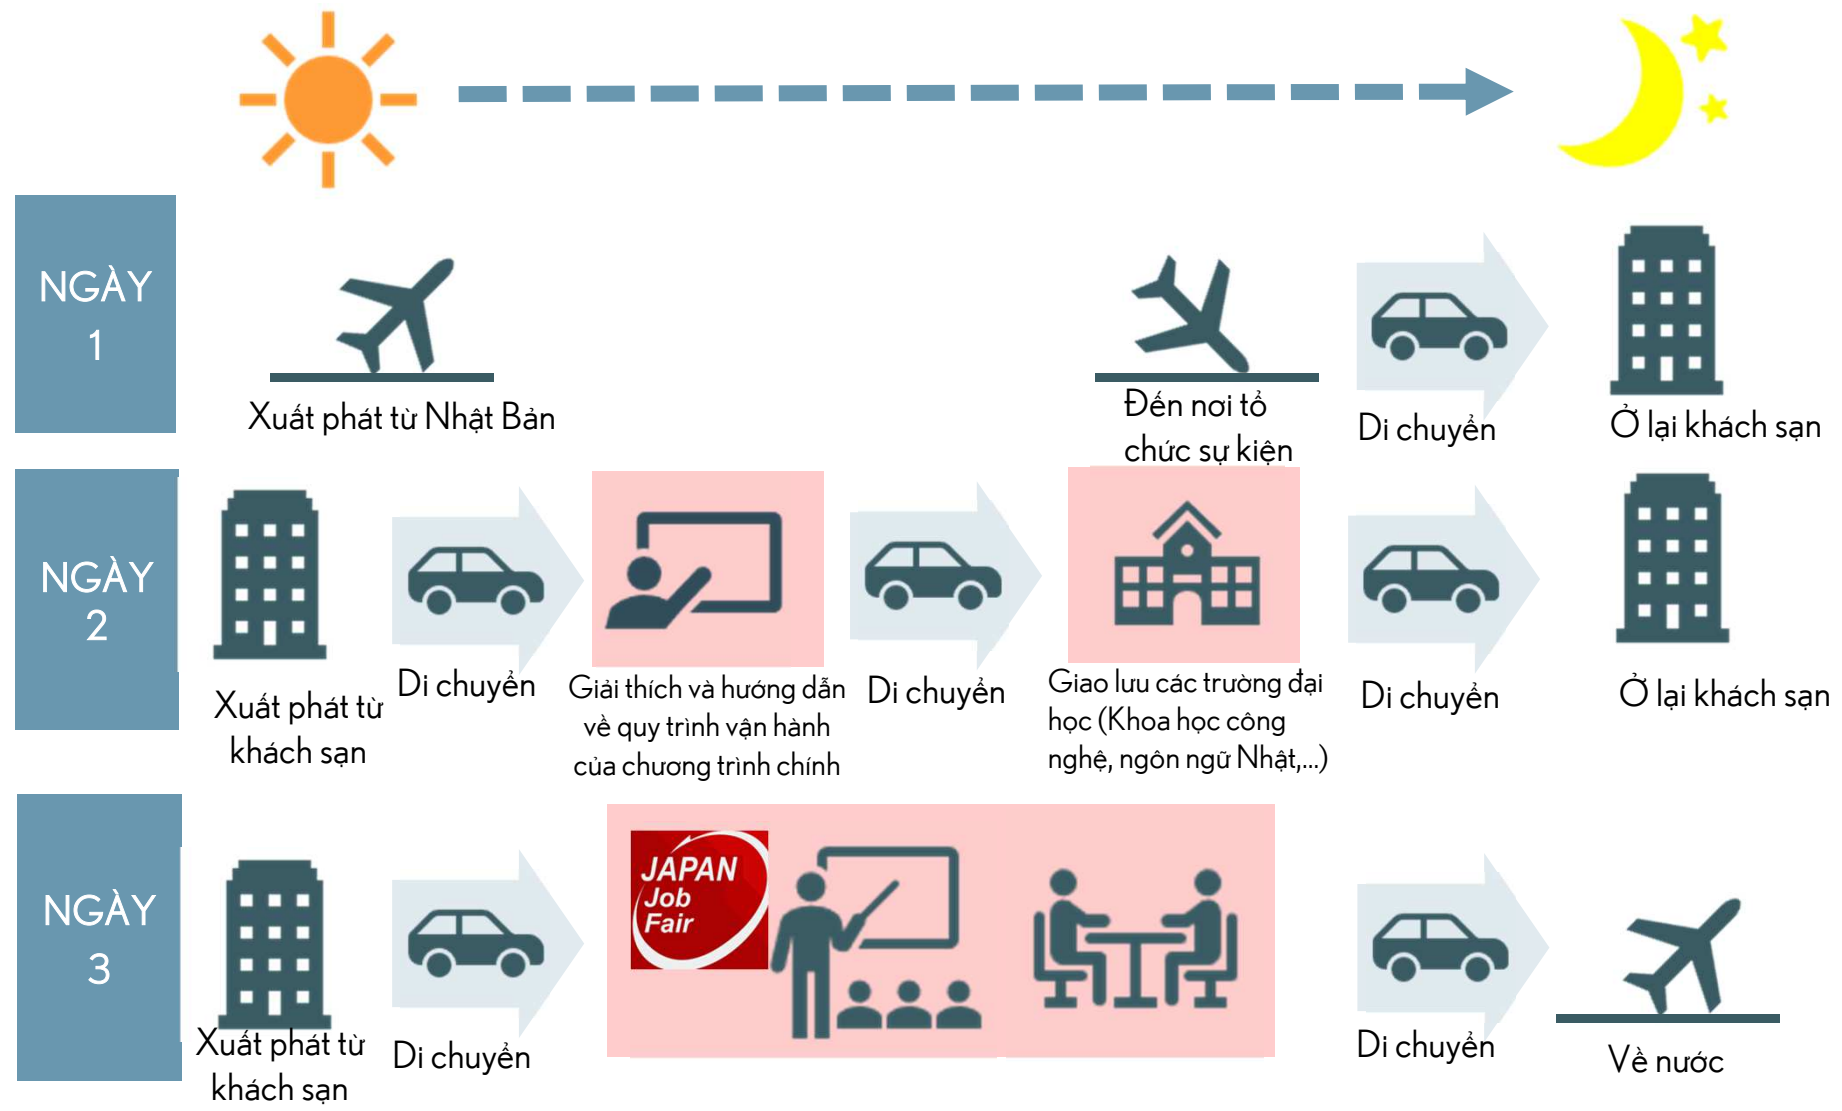 NGÀY
1
Xuất phát từ Nhật Bản
Đến nơi tổ
chức sự kiện
Di chuyển
Ở lại khách sạn
NGÀY
2
Xuất phát từ
khách sạn
Di chuyển
Giải thích và hướng dẫn
về quy trình vận hành
của chương trình chính
Di chuyển
Giao lưu các trường đại
học (Khoa học công
nghệ, ngôn ngữ Nhật,...)
Di chuyển
Ở lại khách sạn
NGÀY
3
Xuất phát từ
khách sạn
Di chuyển
JAPAN
Job
Fair
Di chuyển
Về nước